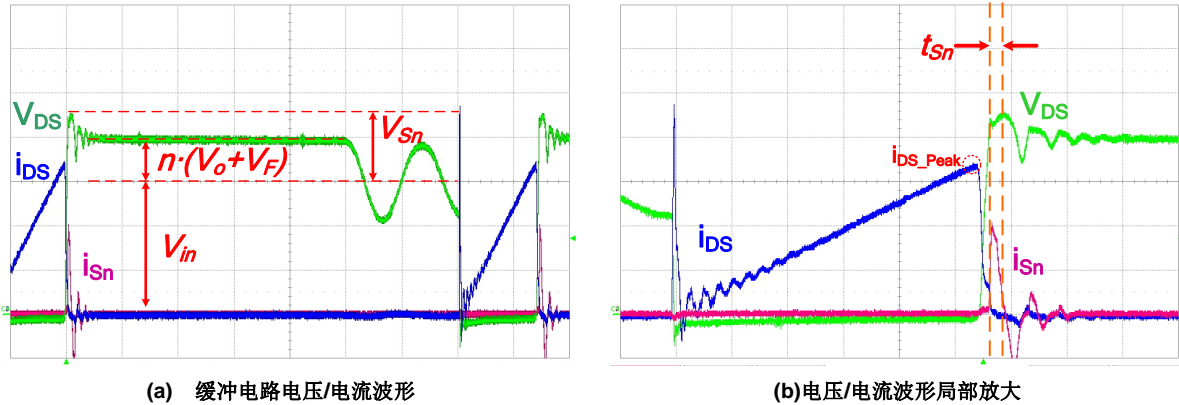 V_DS
i_DS
i_Sn
V_Sn
n·(V_o+V_F)
V_in
(a) 缓冲电路电压/电流波形
t_Sn
V_DS
i_DS_Peak
i_DS
i_Sn
(b)电压/电流波形局部放大